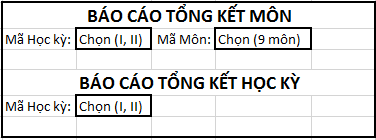 BÁO CÁO TỔNG KẾT MÔN
Mã Học kỳ: Chọn (I, II) Mã Môn: Chọn (9 môn)
BÁO CÁO TỔNG KẾT HỌC KỲ
Mã Học kỳ: Chọn (I, II)